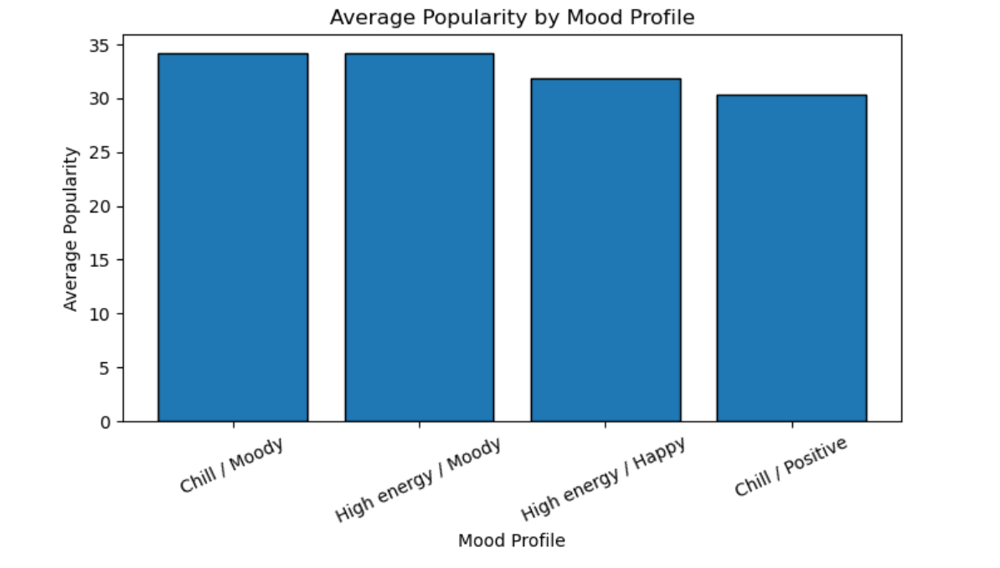 Average Popularity by Mood Profile
35
30
25
20
15
10
5
0
Average Popularity
Chill / Moody
High energy / Moody
High energy / Happy
Chill / Positive
Mood Profile